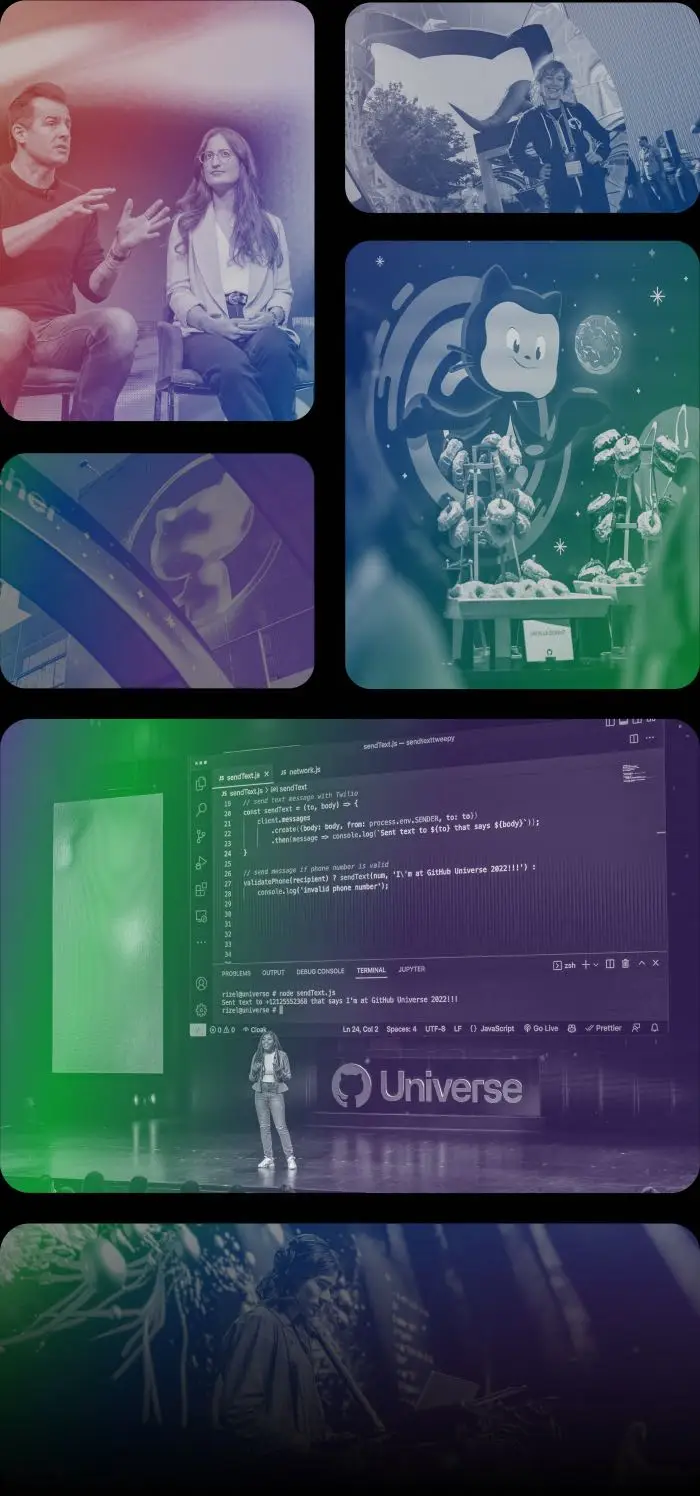 her
sendText.js — sendtexttweepy
JS sendText.js × JS network.js
JS sendText.js > sendText
19 // send text message with Twilio
20 const sendText = (to, body) => {
21 client.messages
22 .create({body: body, from: process.env.SENDER, to: to})
23 .then(message => console.log(`Sent text to ${to} that says ${body}`));
24 }
25
26 // send message if phone number is valid
27 validatePhone(recipient) ? sendText(num, 'I\'m at GitHub Universe 2022!!!') :
28 console.log('invalid phone number');
29
30
31
32
33
34
PROBLEMS OUTPUT DEBUG CONSOLE TERMINAL JUPYTER
zsh
rizel@universe # node sendText.js
Sent text to +12125552368 that says I'm at GitHub Universe 2022!!!
rizel@universe #
0 0 Cloak Ln 24, Col 2 Spaces: 4 UTF-8 LF {} JavaScript Go Live Prettier
Universe